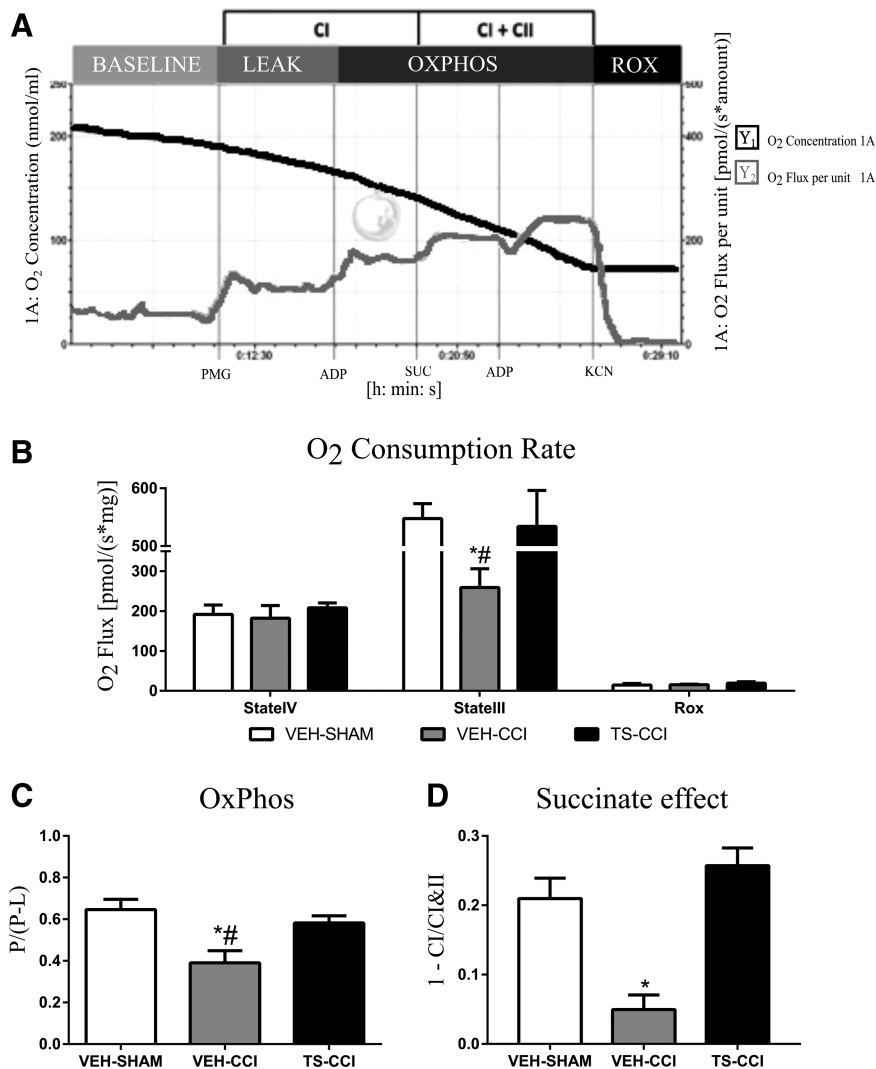 A
CI
CI + CII
BASELINE
LEAK
OXPHOS
ROX
1A: O2 Concentration (nmol/ml)
200
100
0
400
200
0
1A: O2 Flux per unit [pmol/(s*amount)]
Y1 O2 Concentration 1A
Y2 O2 Flux per unit 1A
0:12:30
0:20:50
0:29:10
PMG
ADP
SUC
ADP
KCN
[h: min: s]
B
O2 Consumption Rate
O2 Flux [pmol/(s*mg)]
600
500
300
200
100
0
*#
StateIV
StateIII
Rox
VEH-SHAM
VEH-CCI
TS-CCI
C
OxPhos
P/(P-L)
1.0
0.8
0.6
0.4
0.2
0.0
*#
VEH-SHAM
VEH-CCI
TS-CCI
D
Succinate effect
1 - CI/CI&II
0.3
0.2
0.1
0.0
*
VEH-SHAM
VEH-CCI
TS-CCI